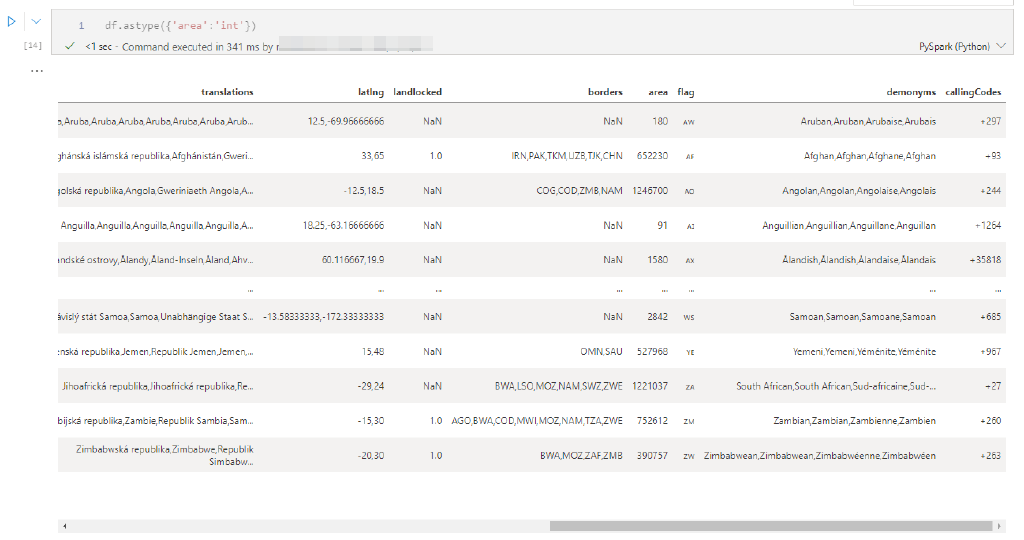 1 df.astype({'area':'int'})
[14] <1 sec - Command executed in 341 ms by
PySpark (Python)
...
translations latlng landlocked borders area flag demonyms callingCodes
a,Aruba,Aruba,Aruba,Aruba,Aruba,Aruba,Arub... 12.5,-69.96666666 NaN NaN 180 AW Aruban,Aruban,Arubaise,Arubais +297
ghánská islámská republika,Afghánistán,Gweri... 33,65 1.0 IRN,PAK,TKM,UZB,TJK,CHN 652230 AF Afghan,Afghan,Afghane,Afghan +93
golská republika,Angola,Gweriniaeth Angola,A... -12.5,18.5 NaN COG,COD,ZMB,NAM 1246700 AO Angolan,Angolan,Angolaise,Angolais +244
Anguilla,Anguilla,Anguilla,Anguilla,Anguilla,A... 18.25,-63.16666666 NaN NaN 91 AI Anguillian,Anguillian,Anguillane,Anguillan +1264
andské ostrovy,Ålandy,Åland-Inseln,Åland,Ahv... 60.116667,19.9 NaN NaN 1580 AX Ålandish,Ålandish,Ålandaise,Ålandais +35818
... ... ... ... ... ... ... ...
ávislý stát Samoa,Samoa,Unabhängige Staat S... -13.58333333,-172.33333333 NaN NaN 2842 WS Samoan,Samoan,Samoane,Samoan +685
enská republika,Jemen,Republik Jemen,Jemen,... 15,48 NaN OMN,SAU 527968 YE Yemeni,Yemeni,Yéménite,Yéménite +967
Jihoafrická republika,Jihoafrická republika,Re... -29,24 NaN BWA,LSO,MOZ,NAM,SWZ,ZWE 1221037 ZA South African,South African,Sud-africaine,Sud-... +27
bijská republika,Zambie,Republik Sambia,Sam... -15,30 1.0 AGO,BWA,COD,MWI,MOZ,NAM,TZA,ZWE 752612 ZM Zambian,Zambian,Zambienne,Zambien +260
Zimbabwská republika,Zimbabwe,Republik
Simbabw... -20,30 1.0 BWA,MOZ,ZAF,ZMB 390757 ZW Zimbabwean,Zimbabwean,Zimbabwéenne,Zimbabwéen +263